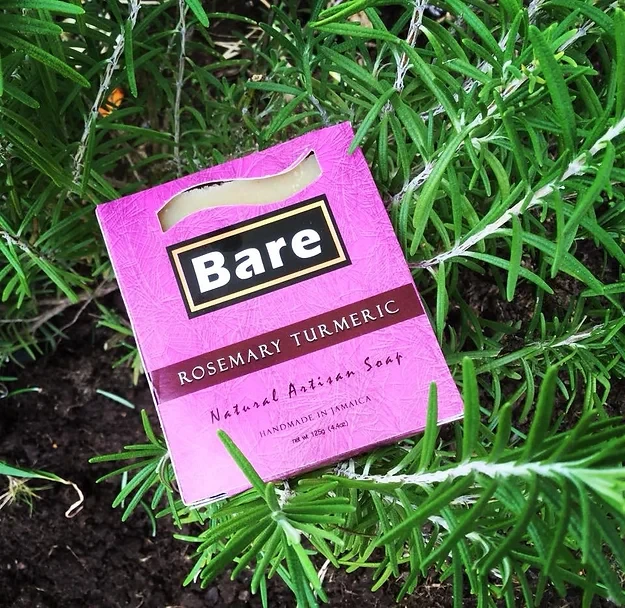 Bare
ROSEMARY TURMERIC
Natural Artisan Soap
HANDMADE IN JAMAICA
net wt. 125g (4.4oz)